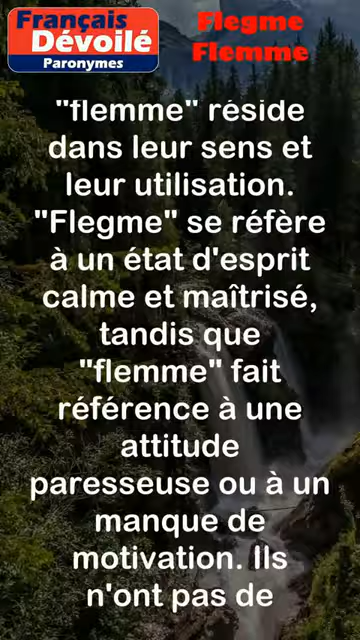 Français
Dévoilé
Paronymes
Flegme
Flemme
"flemme" réside
dans leur sens et
leur utilisation.
"Flegme" se réfère
à un état d'esprit
calme et maîtrisé,
tandis que
"flemme" fait
référence à une
attitude
paresseuse ou à un
manque de
motivation. Ils
n'ont pas de